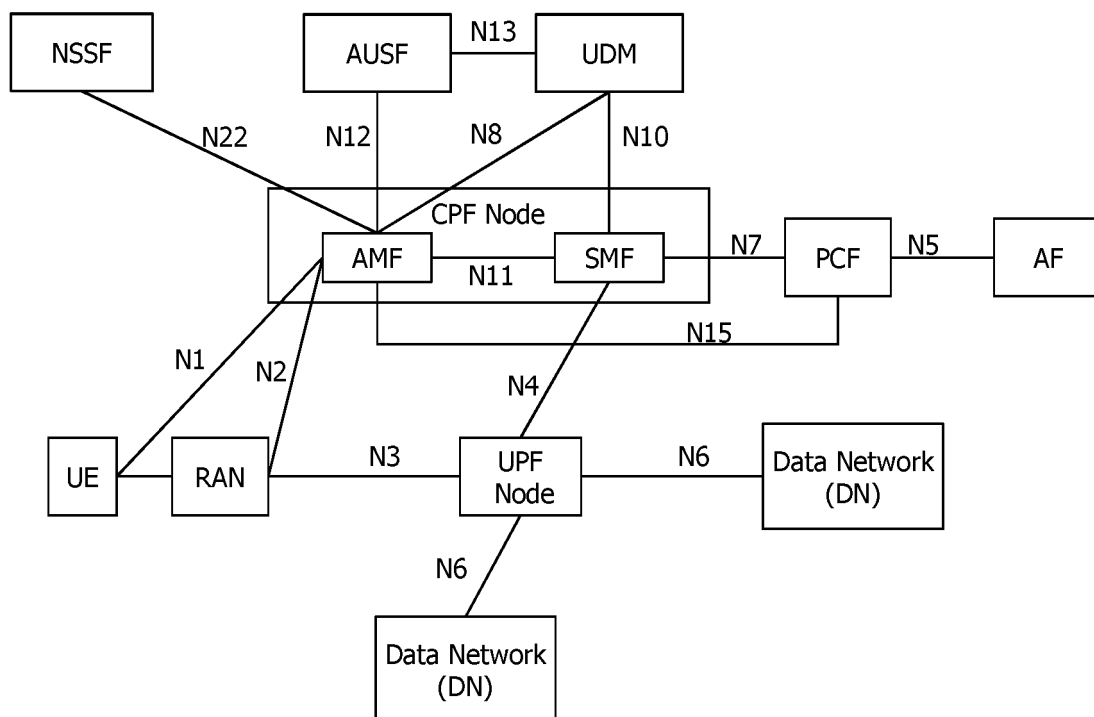 NSSF
AUSF
N13
UDM
N22
N12
N8
N10
CPF Node
AMF
N11
SMF
N7
PCF
N5
AF
N15
N1
N2
N4
UE
RAN
N3
UPF
Node
N6
Data Network
(DN)
N6
Data Network
(DN)